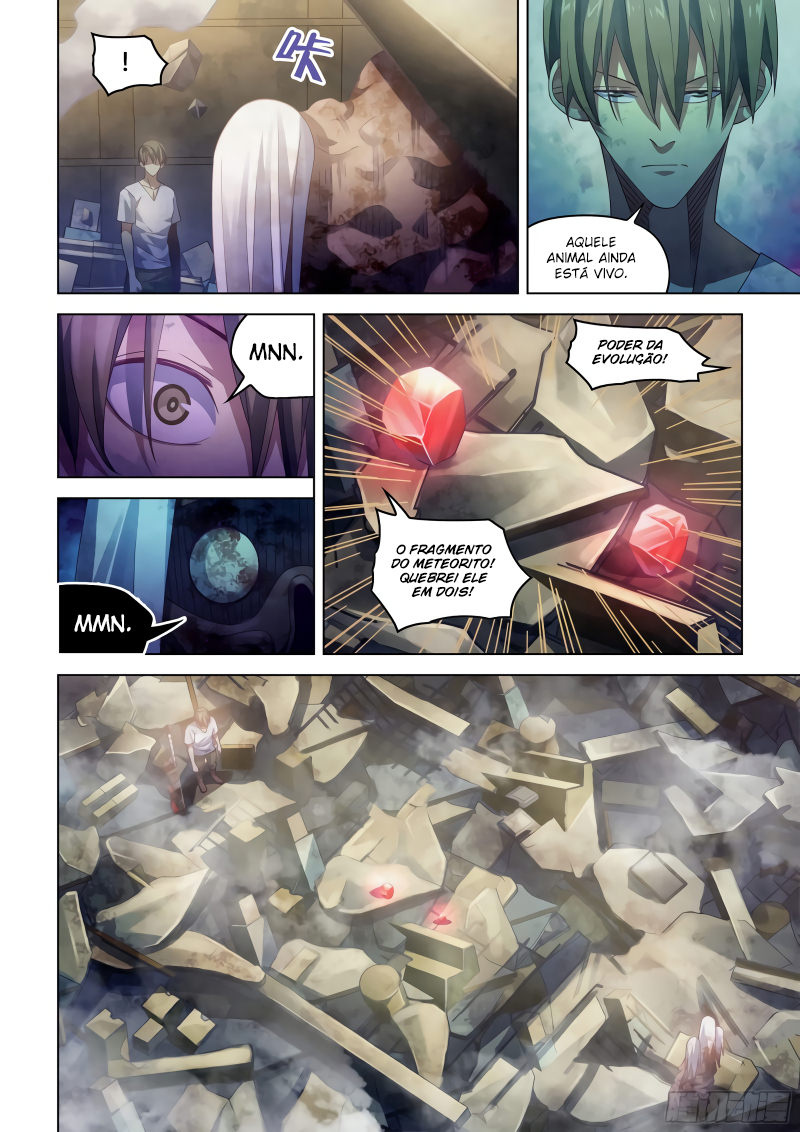 !
咔
AQUELE
ANIMAL AINDA
ESTÁ VIVO.
MNN.
PODER DA
EVOLUÇÃO!
O FRAGMENTO
DO METEORITO!
QUEBREI ELE
EM DOIS!
MMN.